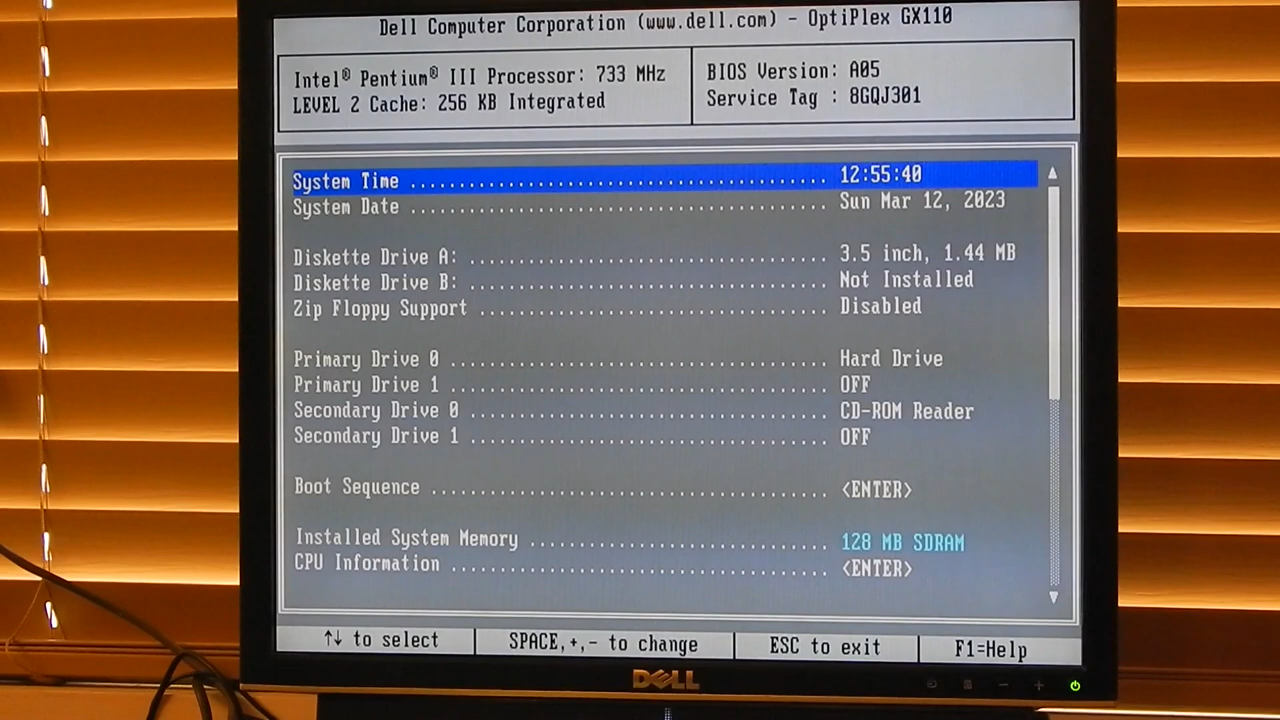 Dell Computer Corporation (www.dell.com) - OptiPlex GX110
Intel® Pentium® III Processor: 733 MHz
LEVEL 2 Cache: 256 KB Integrated
BIOS Version: A05
Service Tag : 8GQJ301
System Time ........................................... 12:55:40
System Date ........................................... Sun Mar 12, 2023
Diskette Drive A: ..................................... 3.5 inch, 1.44 MB
Diskette Drive B: ..................................... Not Installed
Zip Floppy Support .................................... Disabled
Primary Drive 0 ....................................... Hard Drive
Primary Drive 1 ....................................... OFF
Secondary Drive 0 ..................................... CD-ROM Reader
Secondary Drive 1 ..................................... OFF
Boot Sequence ......................................... <ENTER>
Installed System Memory ............................... 128 MB SDRAM
CPU Information ....................................... <ENTER>
↑↓ to select
SPACE,+,- to change
ESC to exit
F1=Help
DELL